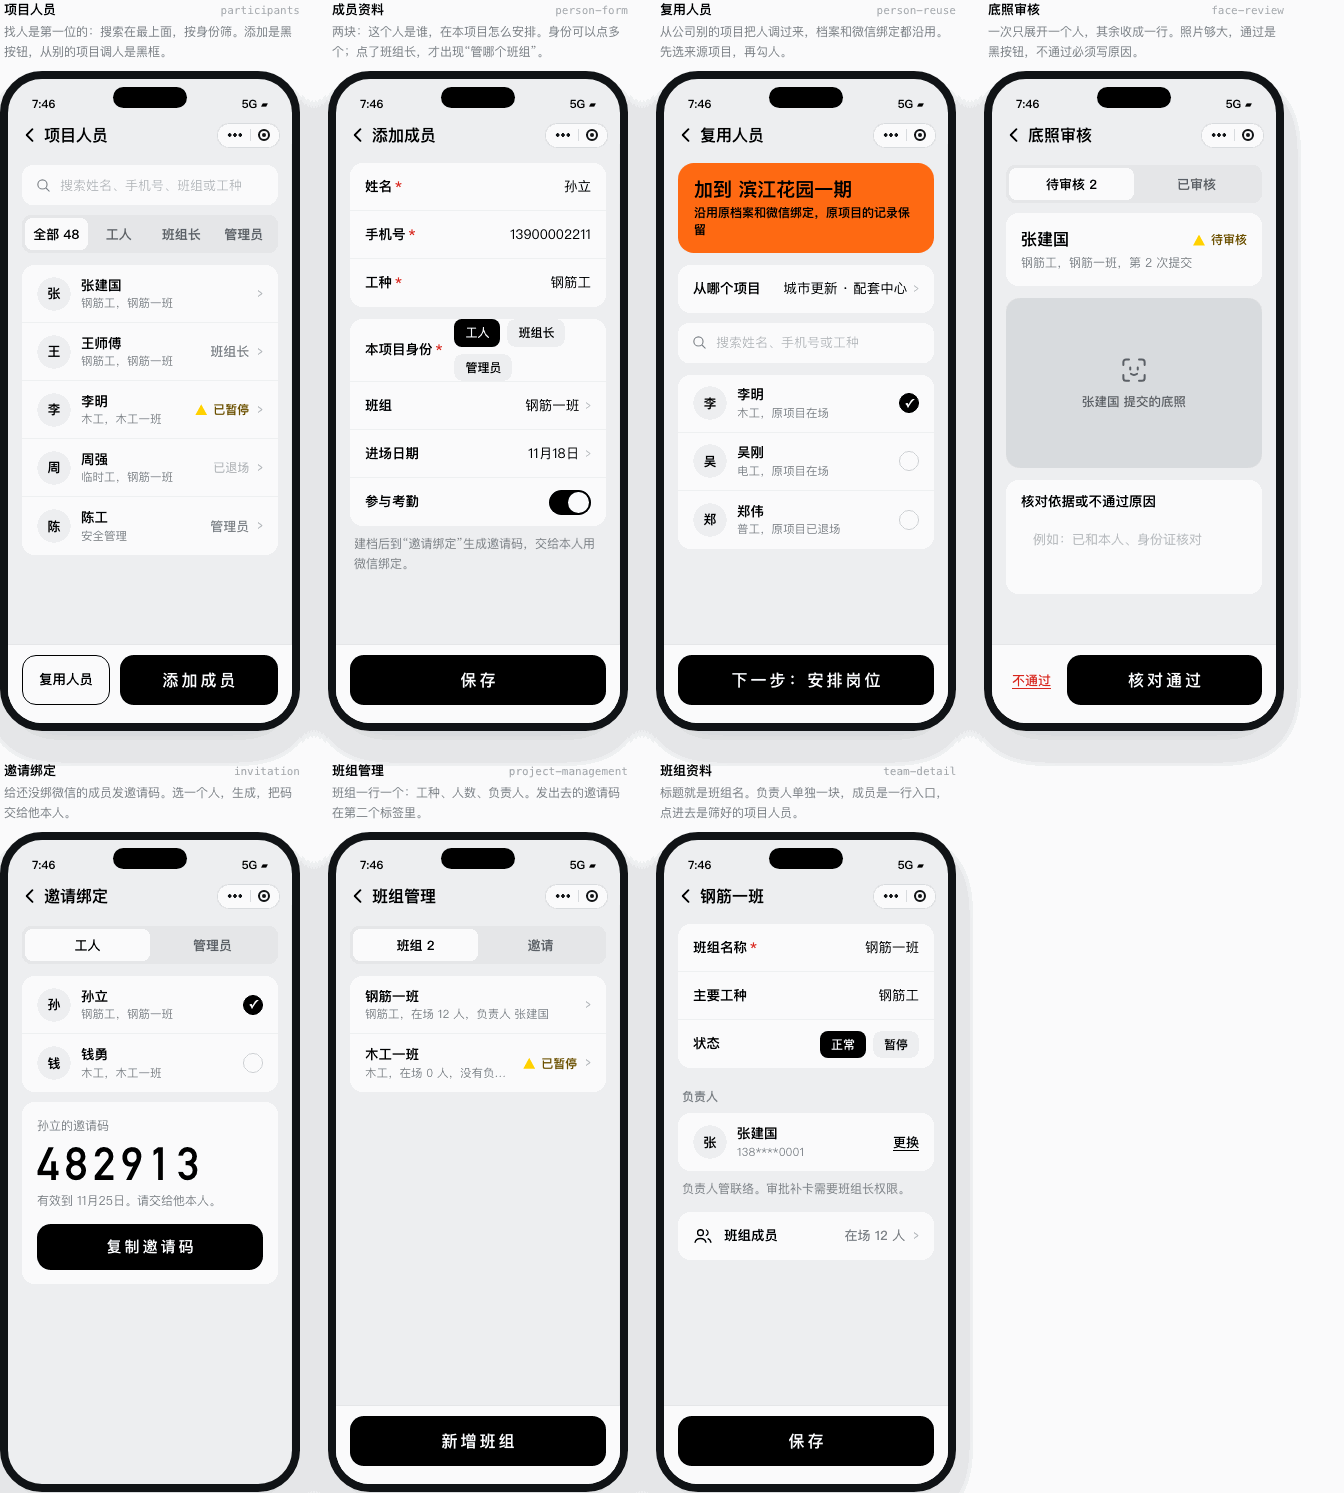 项目人员 participants
找人是第一位的：搜索在最上面，按身份筛。添加是黑
按钮，从别的项目调人是黑框。
7:46 5G
项目人员
搜索姓名、手机号、班组或工种
全部 48 工人 班组长 管理员
张 张建国
钢筋工，钢筋一班
王 王师傅 班组长
钢筋工，钢筋一班
李 李明 已暂停
木工，木工一班
周 周强 已退场
临时工，钢筋一班
陈 陈工 管理员
安全管理
复用人员 添加成员
成员资料 person-form
两块：这个人是谁，在本项目怎么安排。身份可以点多
个；点了班组长，才出现“管哪个班组”。
7:46 5G
添加成员
姓名* 孙立
手机号* 13900002211
工种* 钢筋工
本项目身份* 工人 班组长
管理员
班组 钢筋一班
进场日期 11月18日
参与考勤
建档后到“邀请绑定”生成邀请码，交给本人用
微信绑定。
保存
复用人员 person-reuse
从公司别的项目把人调过来，档案和微信绑定都沿用。
先选来源项目，再勾人。
7:46 5G
复用人员
加到 滨江花园一期
沿用原档案和微信绑定，原项目的记录保
留
从哪个项目 城市更新 · 配套中心
搜索姓名、手机号或工种
李 李明
木工，原项目在场
吴 吴刚
电工，原项目在场
郑 郑伟
普工，原项目已退场
下一步：安排岗位
底照审核 face-review
一次只展开一个人，其余收成一行。照片够大，通过是
黑按钮，不通过必须写原因。
7:46 5G
底照审核
待审核 2 已审核
张建国 待审核
钢筋工，钢筋一班，第 2 次提交
张建国 提交的底照
核对依据或不通过原因
例如：已和本人、身份证核对
不通过 核对通过
邀请绑定 invitation
给还没绑微信的成员发邀请码。选一个人，生成，把码
交给他本人。
7:46 5G
邀请绑定
工人 管理员
孙 孙立
钢筋工，钢筋一班
钱 钱勇
木工，木工一班
孙立的邀请码
482913
有效到 11月25日。请交给他本人。
复制邀请码
班组管理 project-management
班组一行一个：工种、人数、负责人。发出去的邀请码
在第二个标签里。
7:46 5G
班组管理
班组 2 邀请
钢筋一班
钢筋工，在场 12 人，负责人 张建国
木工一班 已暂停
木工，在场 0 人，没有负…
新增班组
班组资料 team-detail
标题就是班组名。负责人单独一块，成员是一行入口，
点进去是筛好的项目人员。
7:46 5G
钢筋一班
班组名称* 钢筋一班
主要工种 钢筋工
状态 正常 暂停
负责人
张 张建国 更换
138****0001
负责人管联络。审批补卡需要班组长权限。
班组成员 在场 12 人
保存